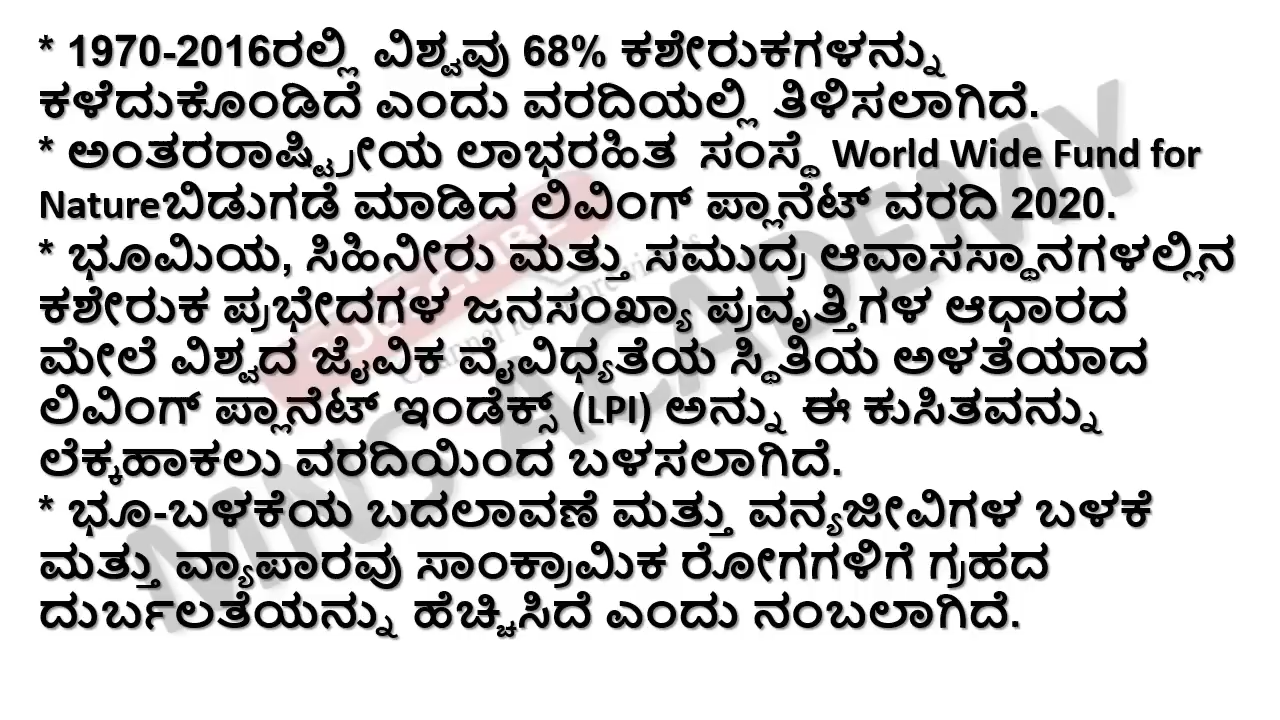 * 1970-2016ರಲ್ಲಿ ವಿಶ್ವವು 68% ಕಶೇರುಕಗಳನ್ನು
ಕಳೆದುಕೊಂಡಿದೆ ಎಂದು ವರದಿಯಲ್ಲಿ ತಿಳಿಸಲಾಗಿದೆ.
* ಅಂತರರಾಷ್ಟ್ರೀಯ ಲಾಭರಹಿತ ಸಂಸ್ಥೆ World Wide Fund for
Natureಬಿಡುಗಡೆ ಮಾಡಿದ ಲಿವಿಂಗ್ ಪ್ಲಾನೆಟ್ ವರದಿ 2020.
* ಭೂಮಿಯ, ಸಿಹಿನೀರು ಮತ್ತು ಸಮುದ್ರ ಆವಾಸಸ್ಥಾನಗಳಲ್ಲಿನ
ಕಶೇರುಕ ಪ್ರಭೇದಗಳ ಜನಸಂಖ್ಯಾ ಪ್ರವೃತ್ತಿಗಳ ಆಧಾರದ
ಮೇಲೆ ವಿಶ್ವದ ಜೈವಿಕ ವೈವಿಧ್ಯತೆಯ ಸ್ಥಿತಿಯ ಅಳತೆಯಾದ
ಲಿವಿಂಗ್ ಪ್ಲಾನೆಟ್ ಇಂಡೆಕ್ಸ್ (LPI) ಅನ್ನು ಈ ಕುಸಿತವನ್ನು
ಲೆಕ್ಕಹಾಕಲು ವರದಿಯಿಂದ ಬಳಸಲಾಗಿದೆ.
* ಭೂ-ಬಳಕೆಯ ಬದಲಾವಣೆ ಮತ್ತು ವನ್ಯಜೀವಿಗಳ ಬಳಕೆ
ಮತ್ತು ವ್ಯಾಪಾರವು ಸಾಂಕ್ರಾಮಿಕ ರೋಗಗಳಿಗೆ ಗ್ರಹದ
ದುರ್ಬಲತೆಯನ್ನು ಹೆಚ್ಚಿಸಿದೆ ಎಂದು ನಂಬಲಾಗಿದೆ.
MNS ACADEMY